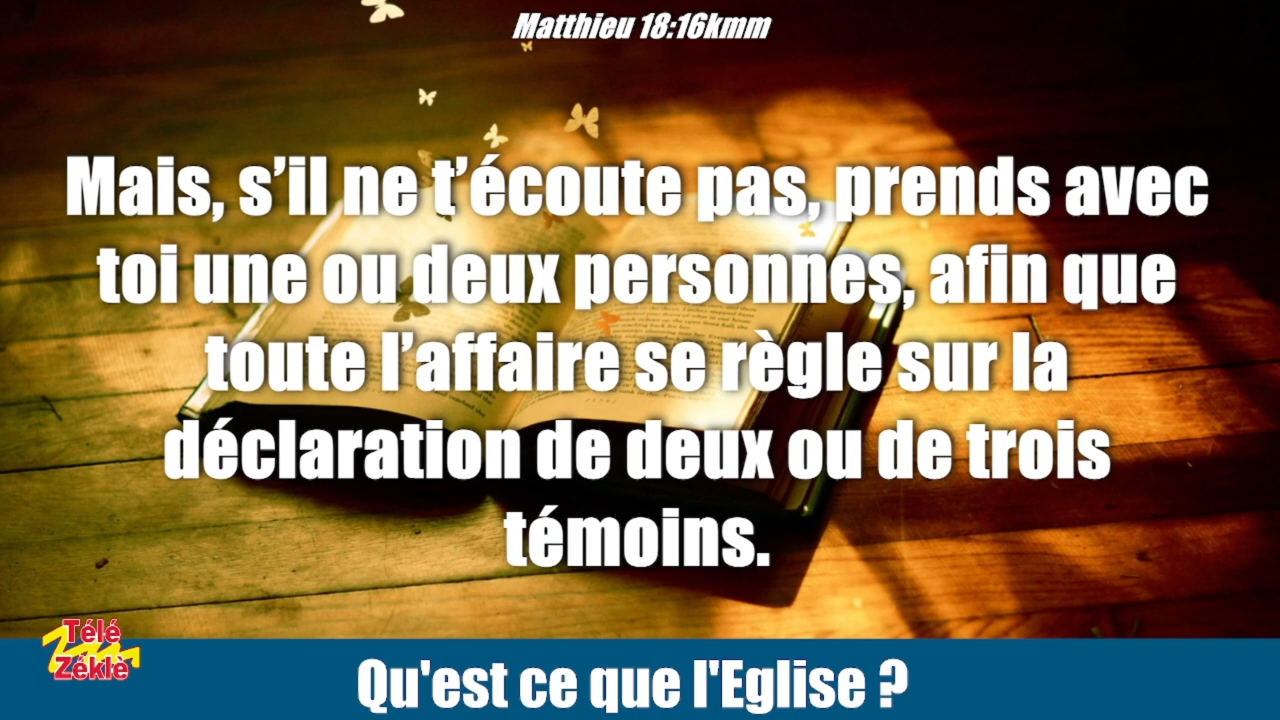 Matthieu 18:16kmm
Mais, s’il ne t’écoute pas, prends avec
toi une ou deux personnes, afin que
toute l’affaire se règle sur la
déclaration de deux ou de trois
témoins.
Télé
Zéklè
Qu'est ce que l'Eglise ?